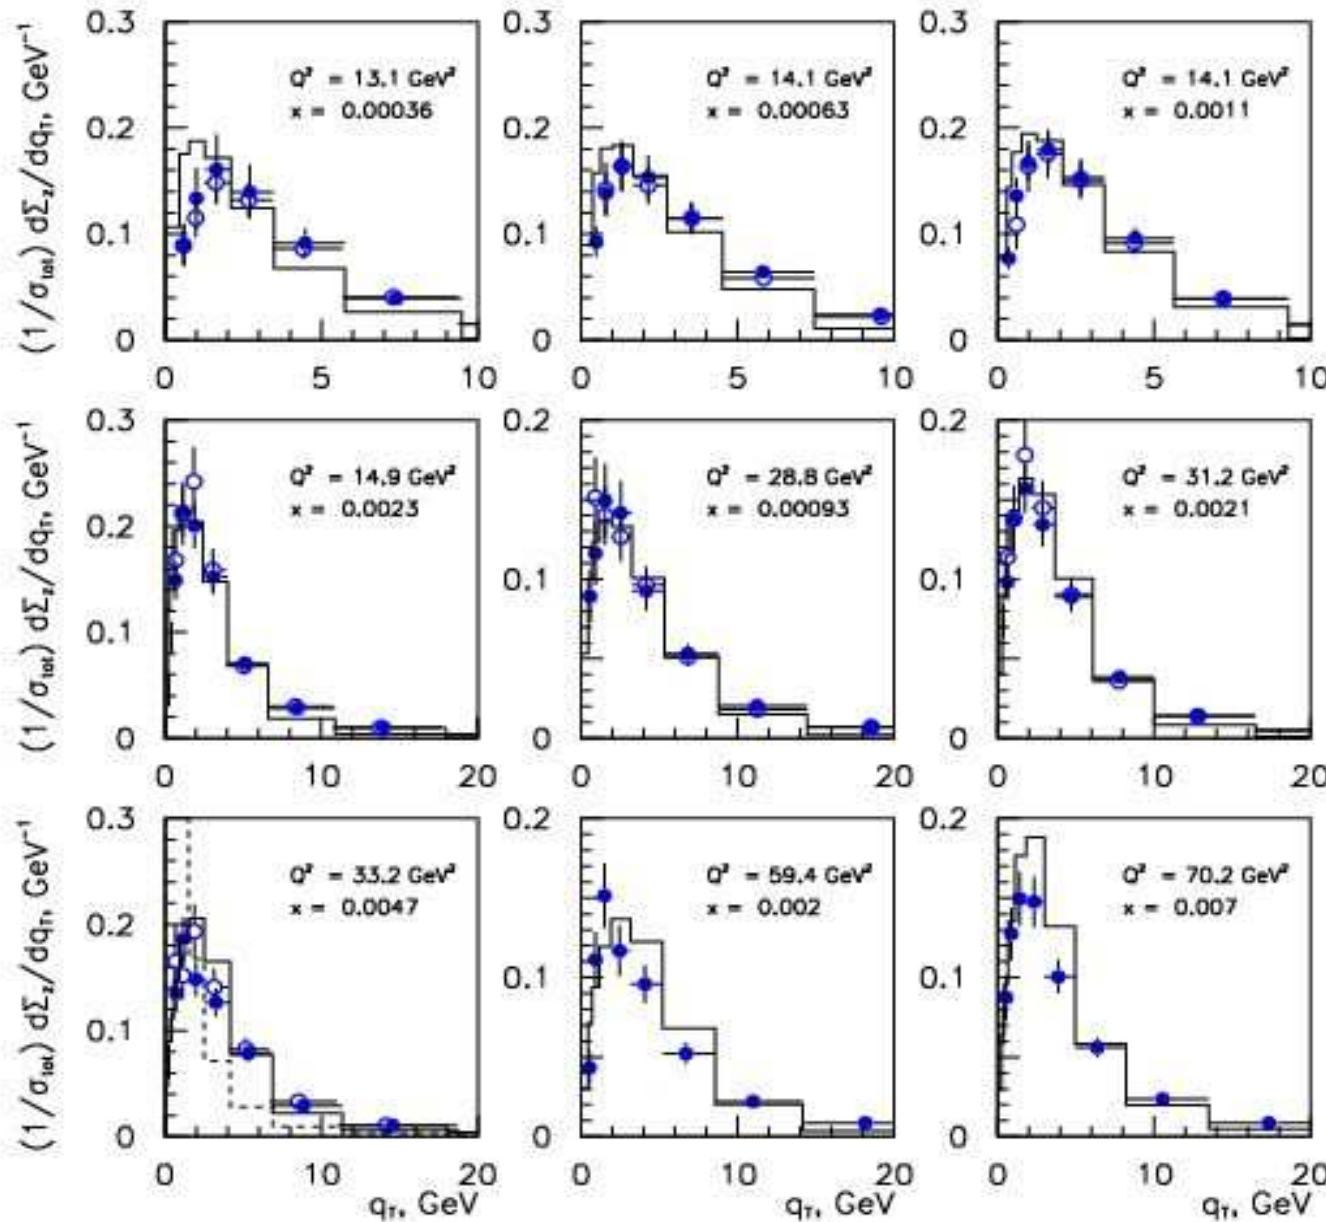 (1/σtot) dΣz/dqT, GeV⁻¹
0.3
0.2
0.1
0
Q² = 13.1 GeV²
x = 0.00036
0 5 10
0.3
0.2
0.1
0
Q² = 14.1 GeV²
x = 0.00063
0 5 10
0.3
0.2
0.1
0
Q² = 14.1 GeV²
x = 0.0011
0 5 10
(1/σtot) dΣz/dqT, GeV⁻¹
0.3
0.2
0.1
0
Q² = 14.9 GeV²
x = 0.0023
0 10 20
0.2
0.1
0
Q² = 28.8 GeV²
x = 0.00093
0 10 20
0.2
0.1
0
Q² = 31.2 GeV²
x = 0.0021
0 10 20
(1/σtot) dΣz/dqT, GeV⁻¹
0.3
0.2
0.1
0
Q² = 33.2 GeV²
x = 0.0047
0 10 20
qT, GeV
0.2
0.1
0
Q² = 59.4 GeV²
x = 0.002
0 10 20
qT, GeV
0.2
0.1
0
Q² = 70.2 GeV²
x = 0.007
0 10 20
qT, GeV